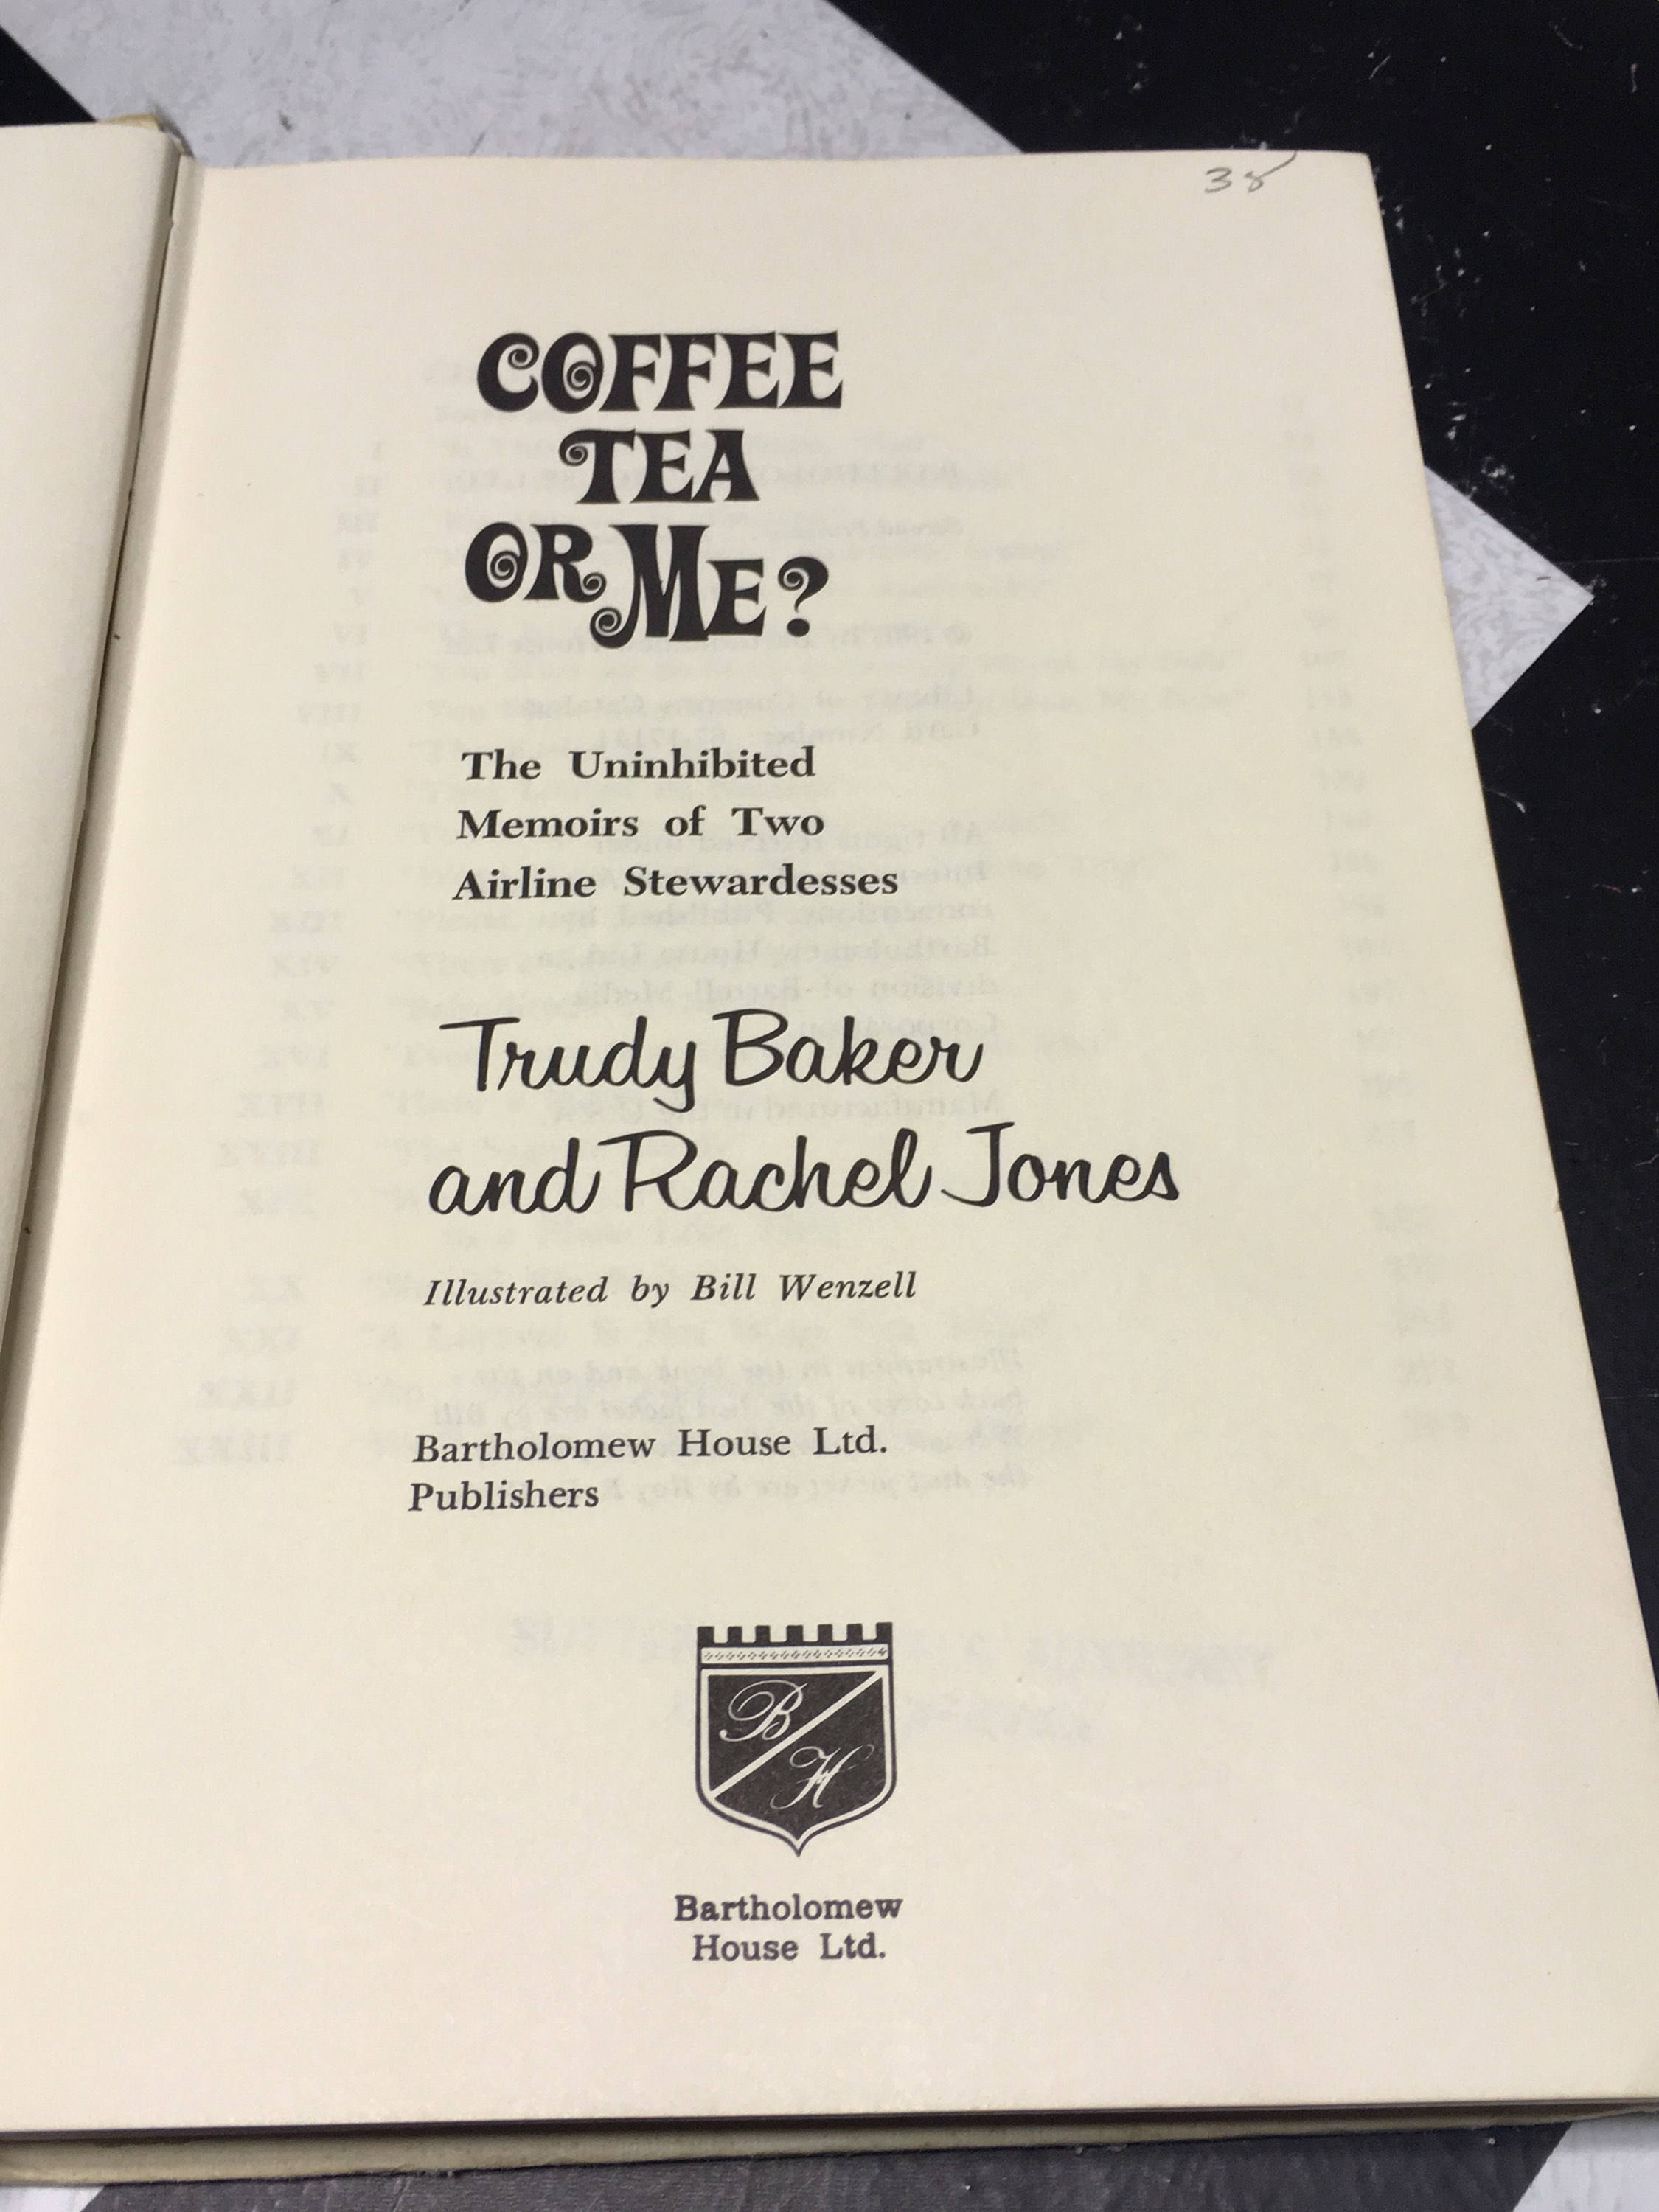 38
COFFEE
TEA
OR ME?
The Uninhibited
Memoirs of Two
Airline Stewardesses
Trudy Baker
and Rachel Jones
Illustrated by Bill Wenzell
Bartholomew House Ltd.
Publishers
B
H
Bartholomew
House Ltd.